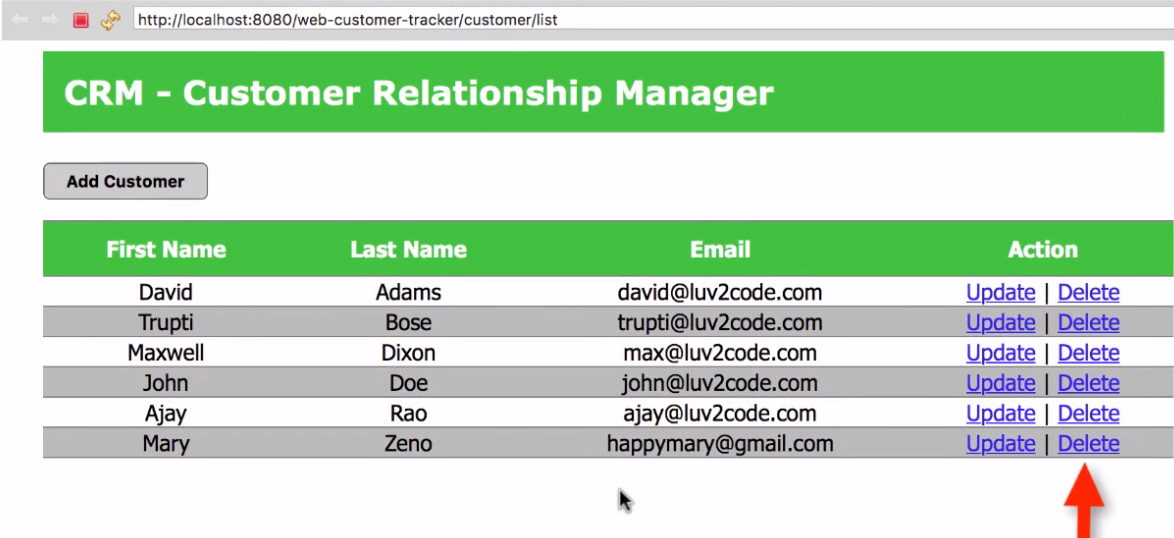 http://localhost:8080/web-customer-tracker/customer/list
CRM - Customer Relationship Manager
Add Customer
First Name Last Name Email Action
David Adams david@luv2code.com Update | Delete
Trupti Bose trupti@luv2code.com Update | Delete
Maxwell Dixon max@luv2code.com Update | Delete
John Doe john@luv2code.com Update | Delete
Ajay Rao ajay@luv2code.com Update | Delete
Mary Zeno happymary@gmail.com Update | Delete